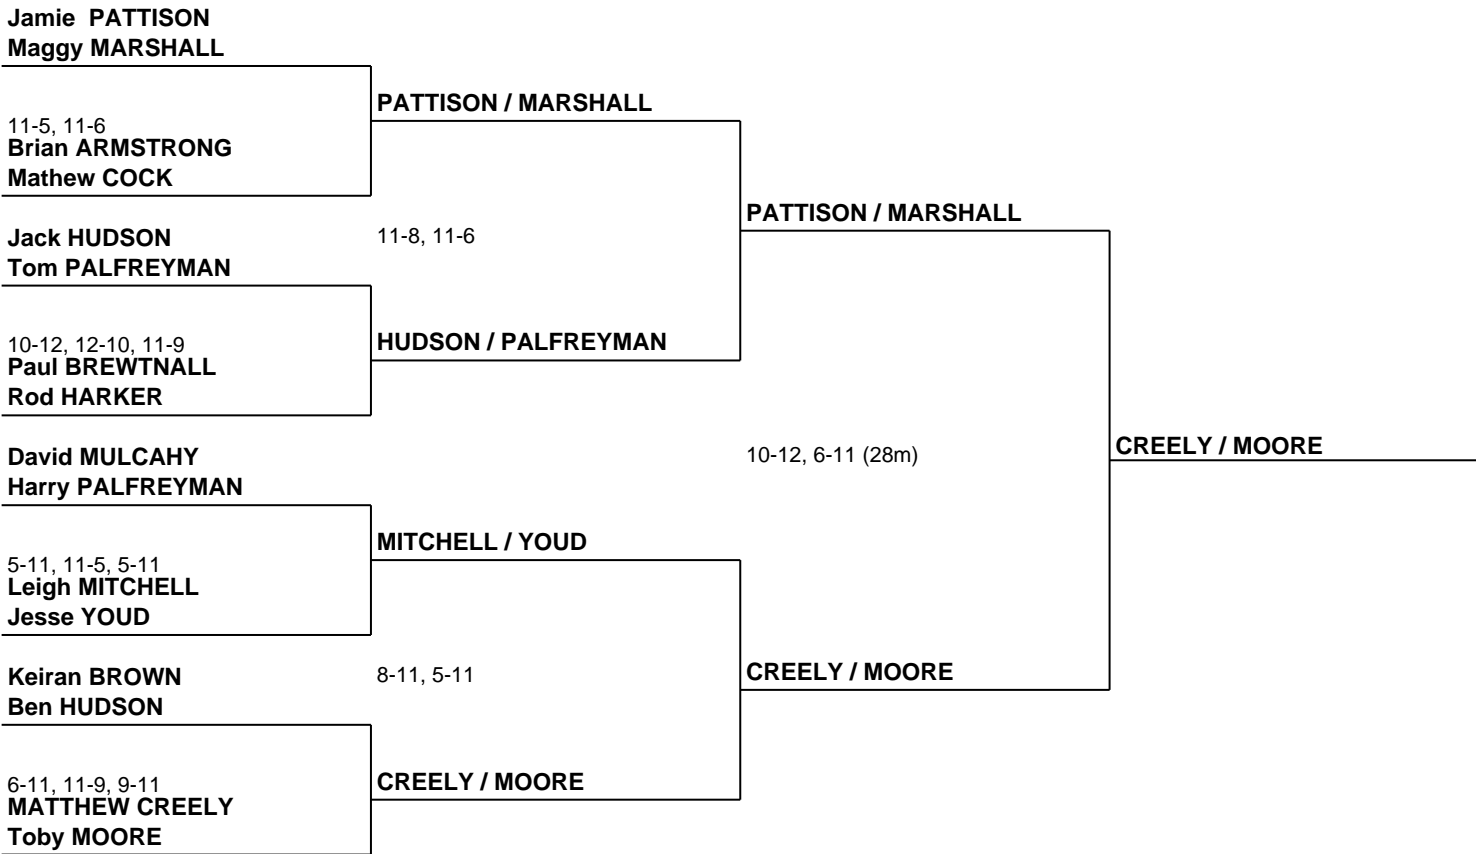 Jamie  PATTISON
Maggy MARSHALL
PATTISON / MARSHALL
11-5, 11-6
Brian ARMSTRONG
Mathew COCK
PATTISON / MARSHALL
Jack HUDSON
11-8, 11-6
Tom PALFREYMAN
HUDSON / PALFREYMAN
10-12, 12-10, 11-9
Paul BREWTNALL
Rod HARKER
CREELY / MOORE
David MULCAHY
10-12, 6-11 (28m)
Harry PALFREYMAN
MITCHELL / YOUD
5-11, 11-5, 5-11
Leigh MITCHELL
Jesse YOUD
CREELY / MOORE
Keiran BROWN
8-11, 5-11
Ben HUDSON
CREELY / MOORE
6-11, 11-9, 9-11
MATTHEW CREELY
Toby MOORE